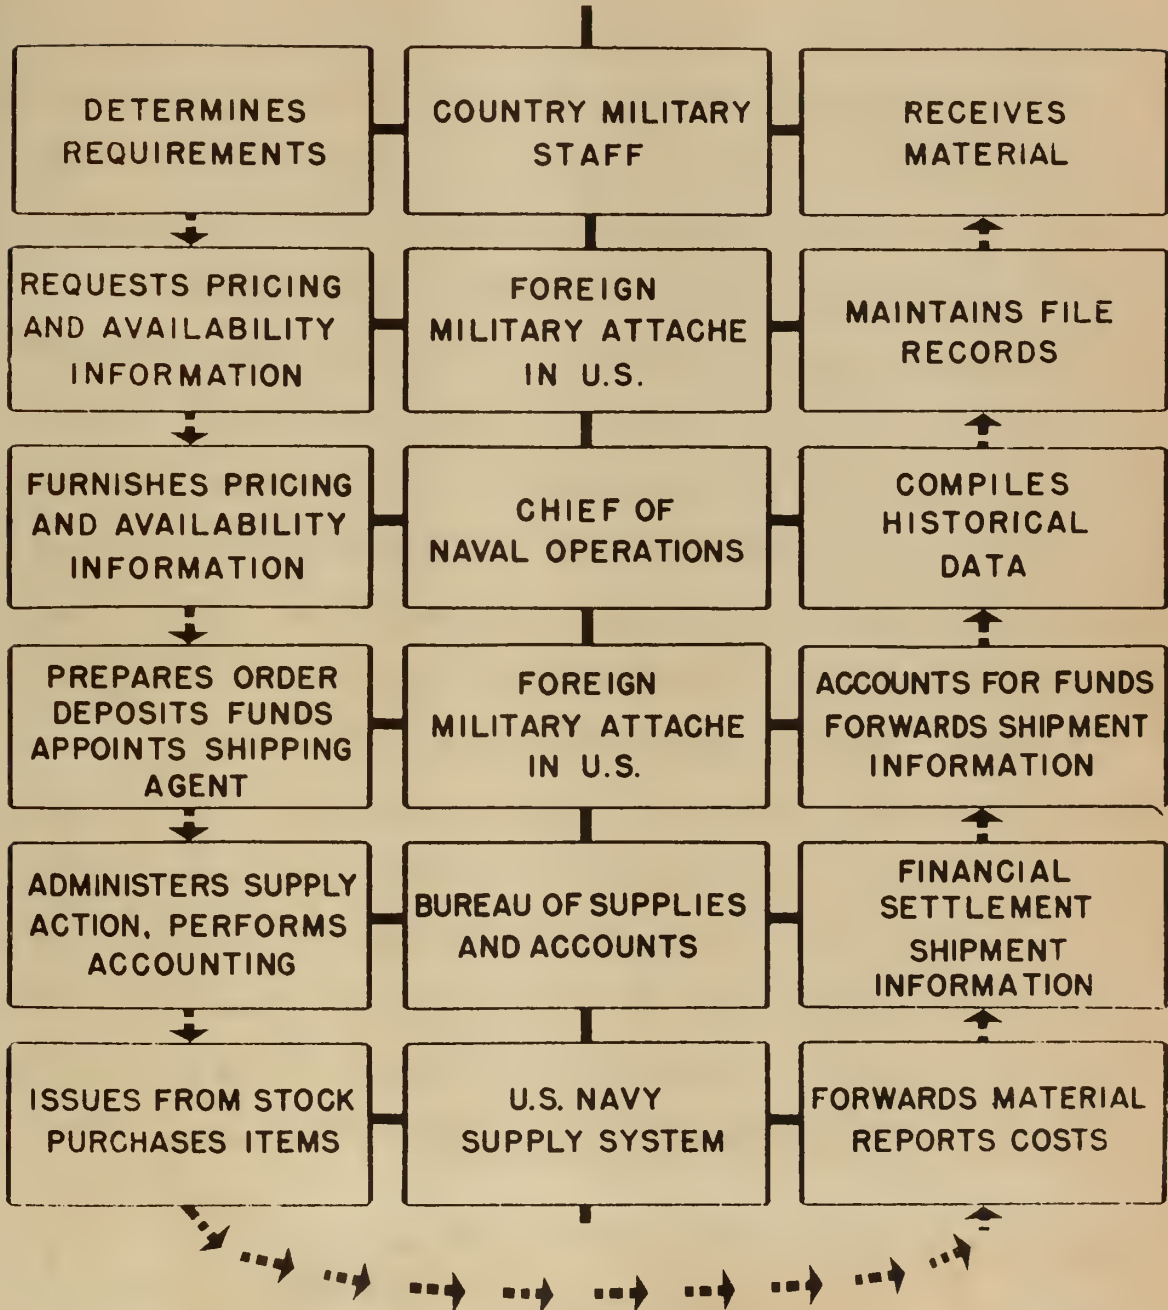 DETERMINES
REQUIREMENTS
COUNTRY MILITARY
STAFF
RECEIVES
MATERIAL
REQUESTS PRICING
AND AVAILABILITY
INFORMATION
FOREIGN
MILITARY ATTACHE
IN U.S.
MAINTAINS FILE
RECORDS
FURNISHES PRICING
AND AVAILABILITY
INFORMATION
CHIEF OF
NAVAL OPERATIONS
COMPILES
HISTORICAL
DATA
PREPARES ORDER
DEPOSITS FUNDS
APPOINTS SHIPPING
AGENT
FOREIGN
MILITARY ATTACHE
IN U.S.
ACCOUNTS FOR FUNDS
FORWARDS SHIPMENT
INFORMATION
ADMINISTERS SUPPLY
ACTION, PERFORMS
ACCOUNTING
BUREAU OF SUPPLIES
AND ACCOUNTS
FINANCIAL
SETTLEMENT
SHIPMENT
INFORMATION
ISSUES FROM STOCK
PURCHASES ITEMS
U.S. NAVY
SUPPLY SYSTEM
FORWARDS MATERIAL
REPORTS COSTS